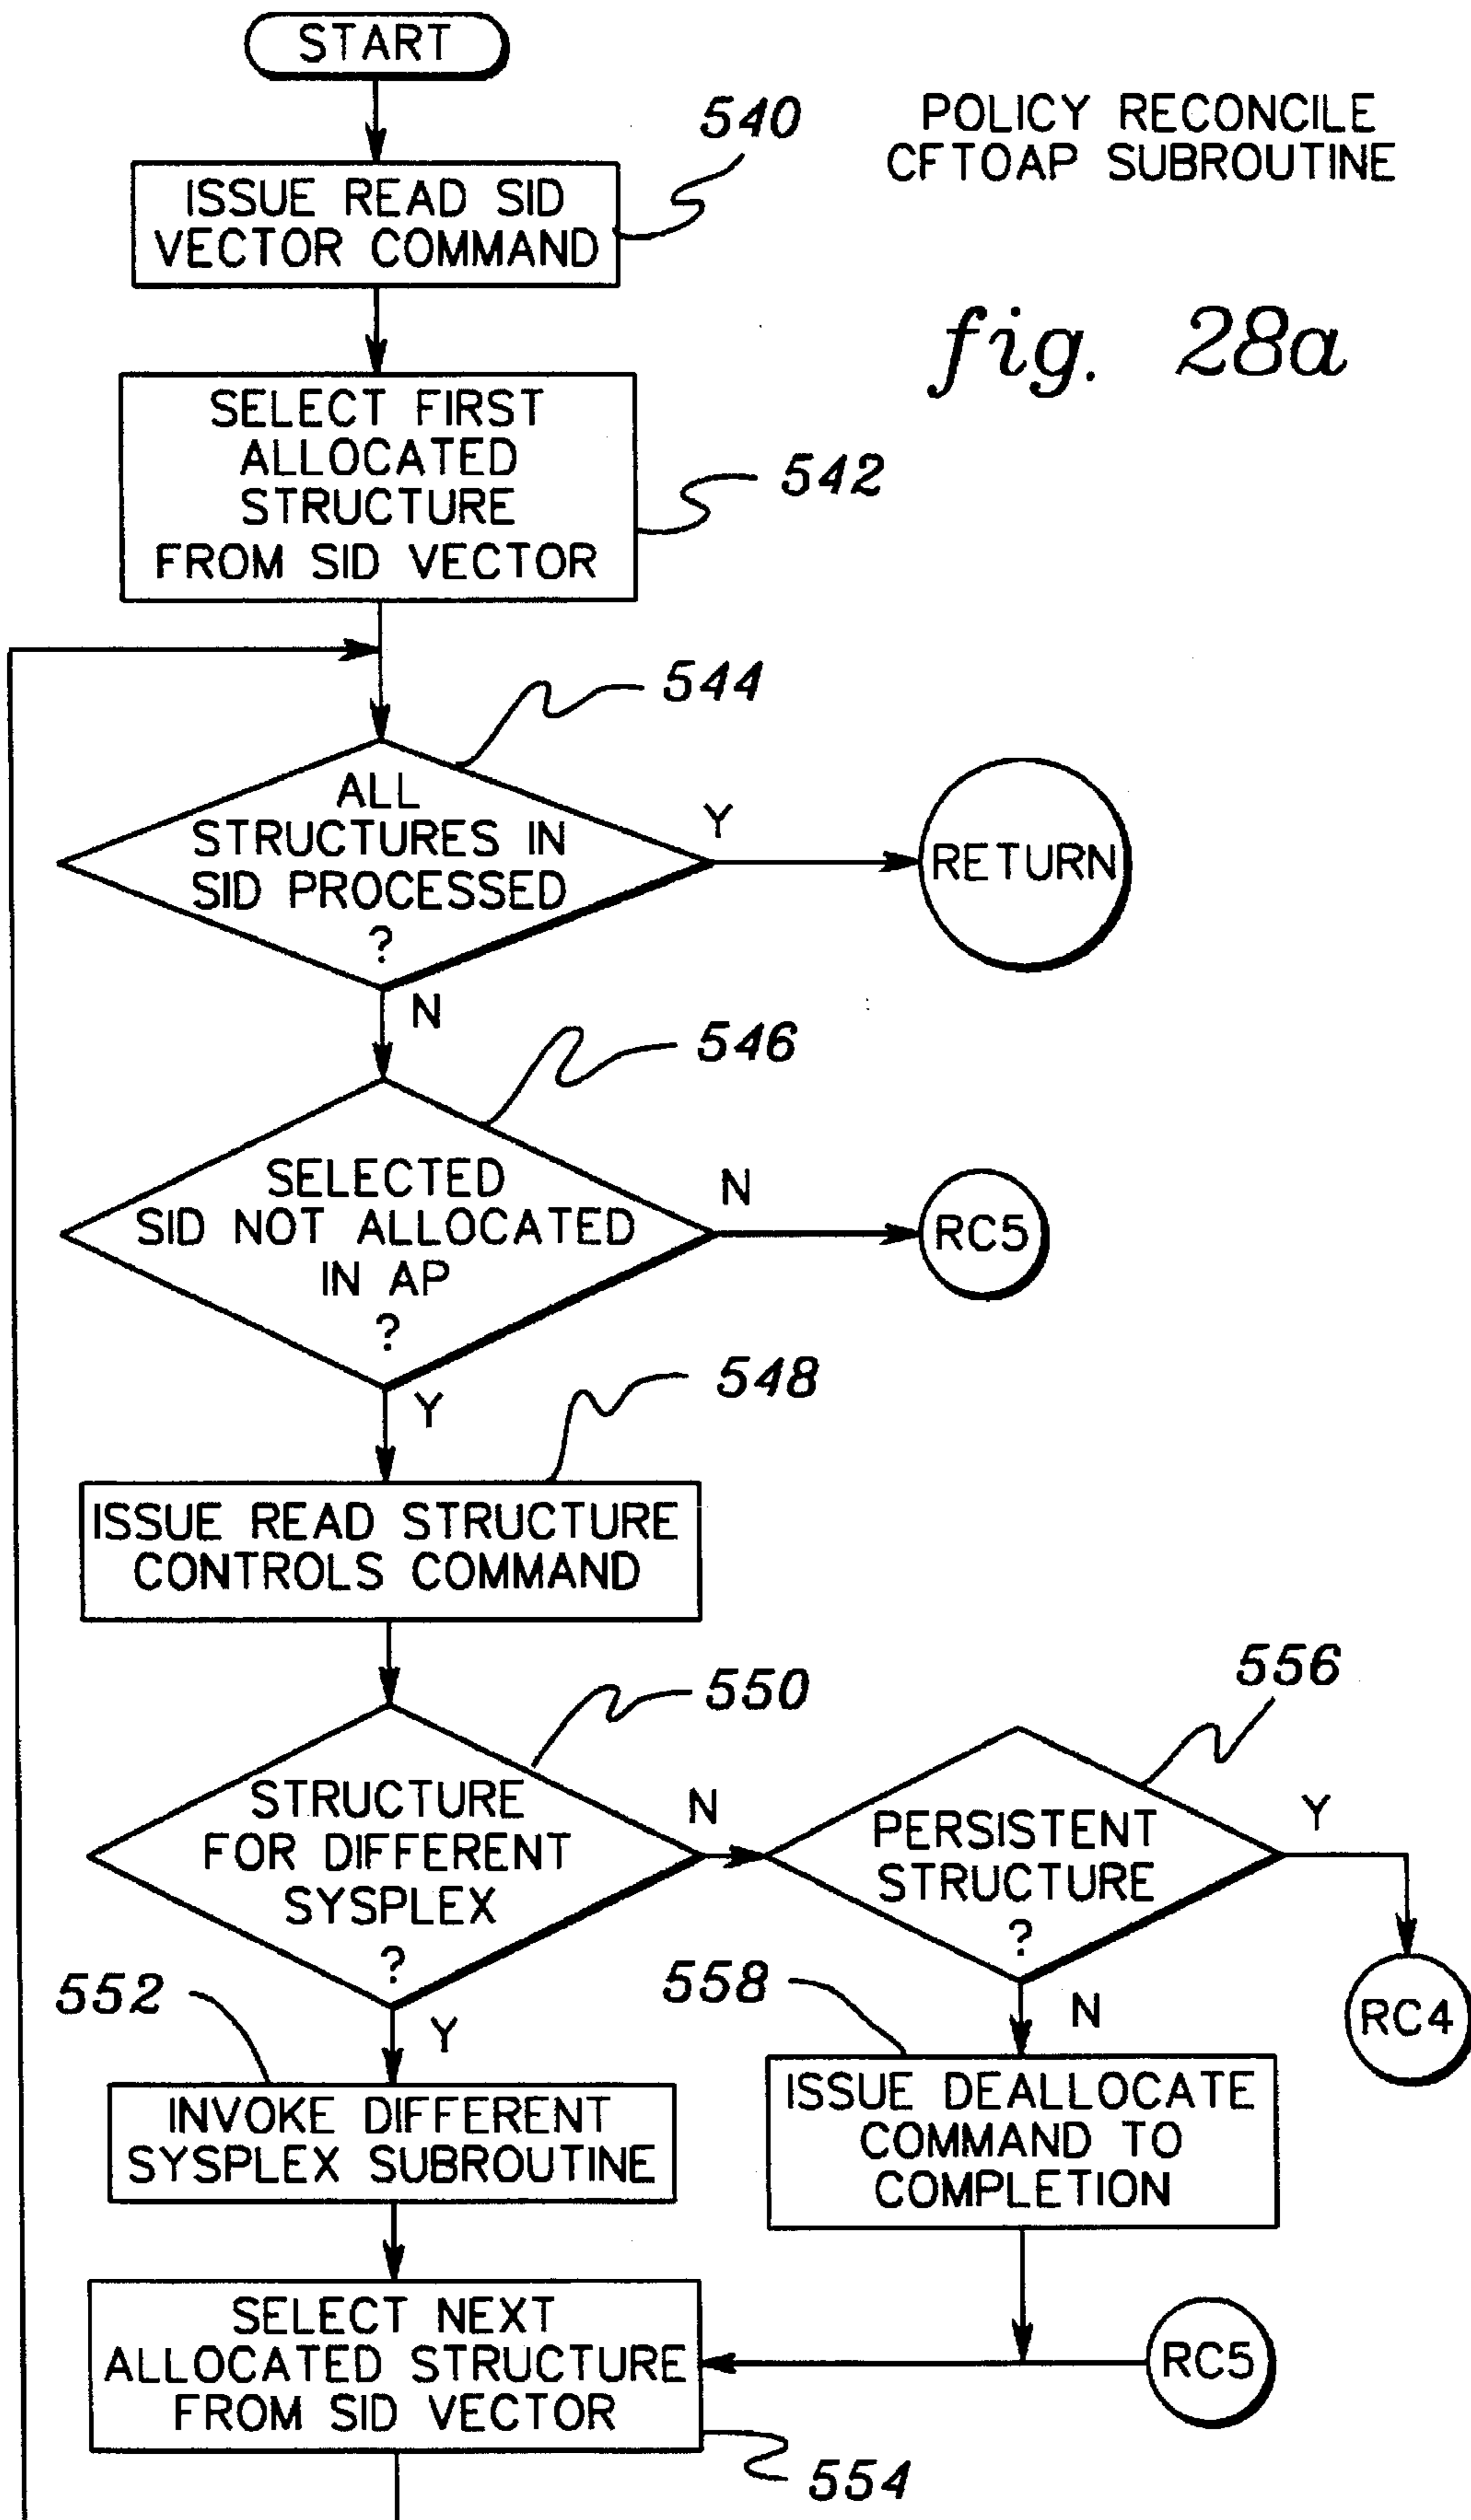 START
540
POLICY RECONCILE
CFTOAP SUBROUTINE
ISSUE READ SID
VECTOR COMMAND
fig. 28a
SELECT FIRST
ALLOCATED
STRUCTURE
FROM SID VECTOR
542
544
ALL
STRUCTURES IN
SID PROCESSED
?
Y
RETURN
N
546
SELECTED
SID NOT ALLOCATED
IN AP
?
N
RC5
Y
548
ISSUE READ STRUCTURE
CONTROLS COMMAND
550
556
STRUCTURE
FOR DIFFERENT
SYSPLEX
?
N
PERSISTENT
STRUCTURE
?
Y
RC4
552
Y
558
N
INVOKE DIFFERENT
SYSPLEX SUBROUTINE
ISSUE DEALLOCATE
COMMAND TO
COMPLETION
SELECT NEXT
ALLOCATED STRUCTURE
FROM SID VECTOR
RC5
554